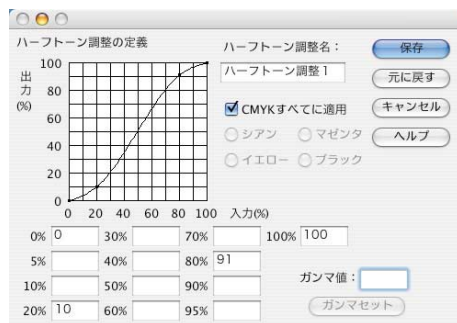 ハーフトーン調整の定義
ハーフトーン調整名：
ハーフトーン調整 1
保存
元に戻す
キャンセル
ヘルプ
出力(%)
100
80
60
40
20
0
0 20 40 60 80 100 入力(%)
CMYKすべてに適用
シアン マゼンタ
イエロー ブラック
0% 0 30% 70% 100% 100
5% 40% 80% 91
10% 50% 90%
20% 10 60% 95%
ガンマ値：
ガンマセット